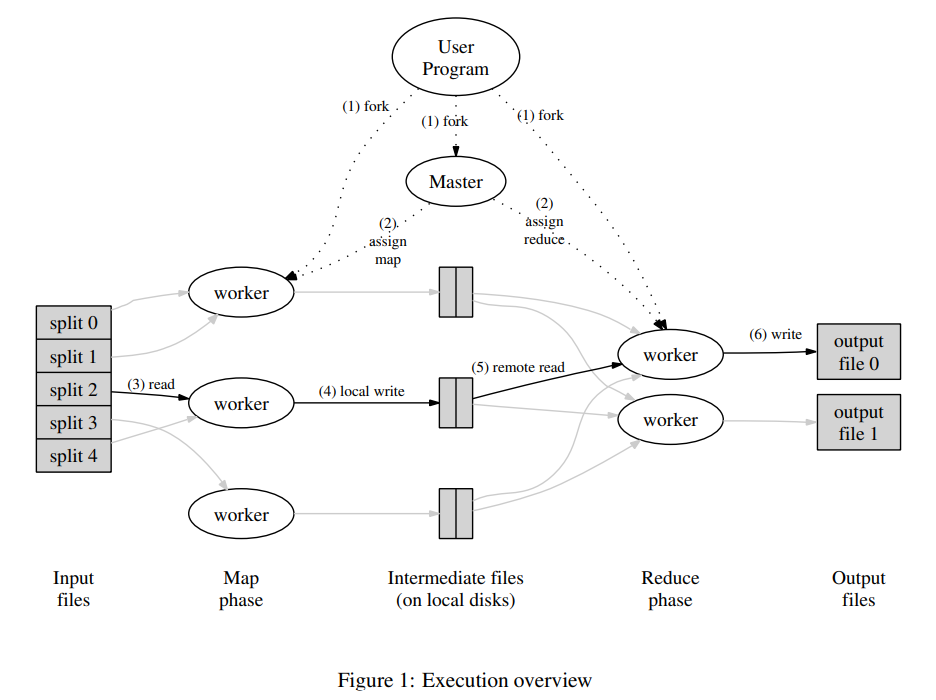 User
Program
(1) fork
(1) fork
(1) fork
Master
(2)
assign
map
(2)
assign
reduce
worker
split 0
split 1
split 2
split 3
split 4
(3) read
worker
(4) local write
(5) remote read
worker
(6) write
output
file 0
worker
output
file 1
worker
Input
files
Map
phase
Intermediate files
(on local disks)
Reduce
phase
Output
files
Figure 1: Execution overview